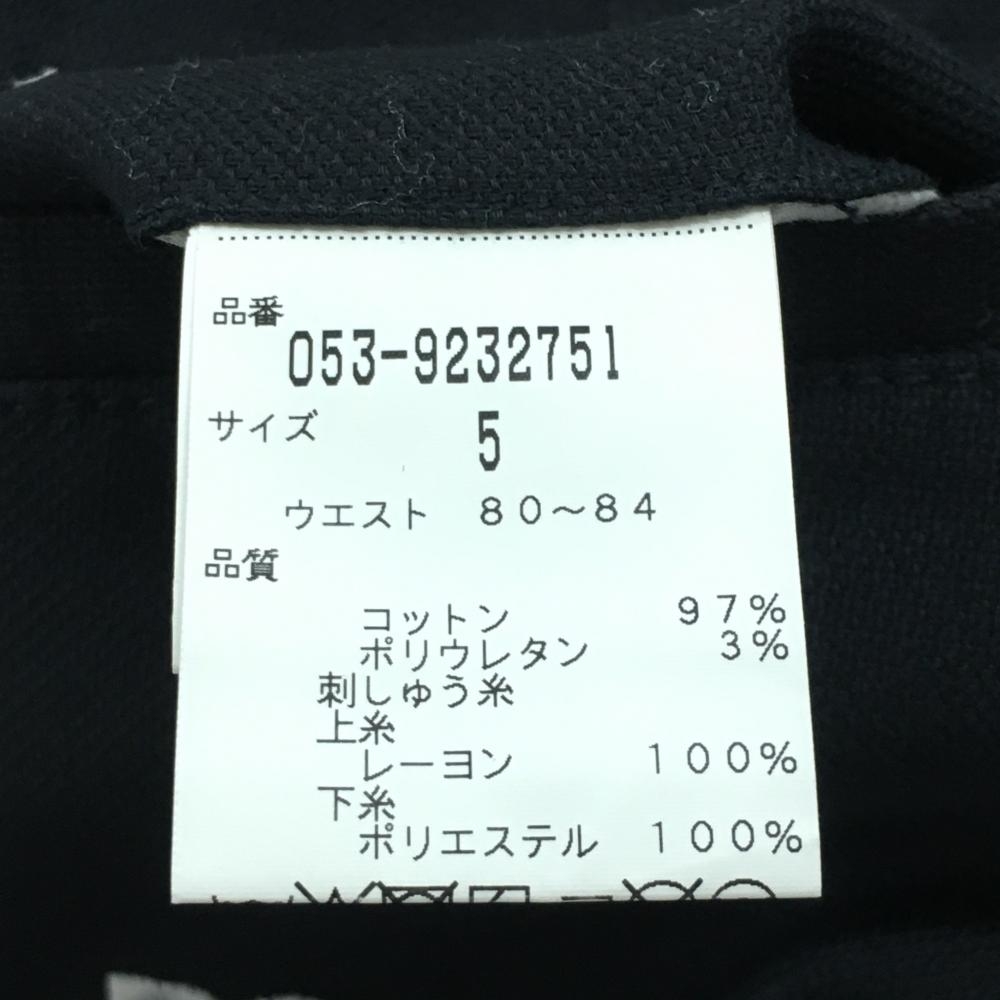 品番
053-9232751
サイズ 5
ウエスト 80〜84
品質
コットン 97%
ポリウレタン 3%
刺しゅう糸
上糸
レーヨン 100%
下糸
ポリエステル 100%